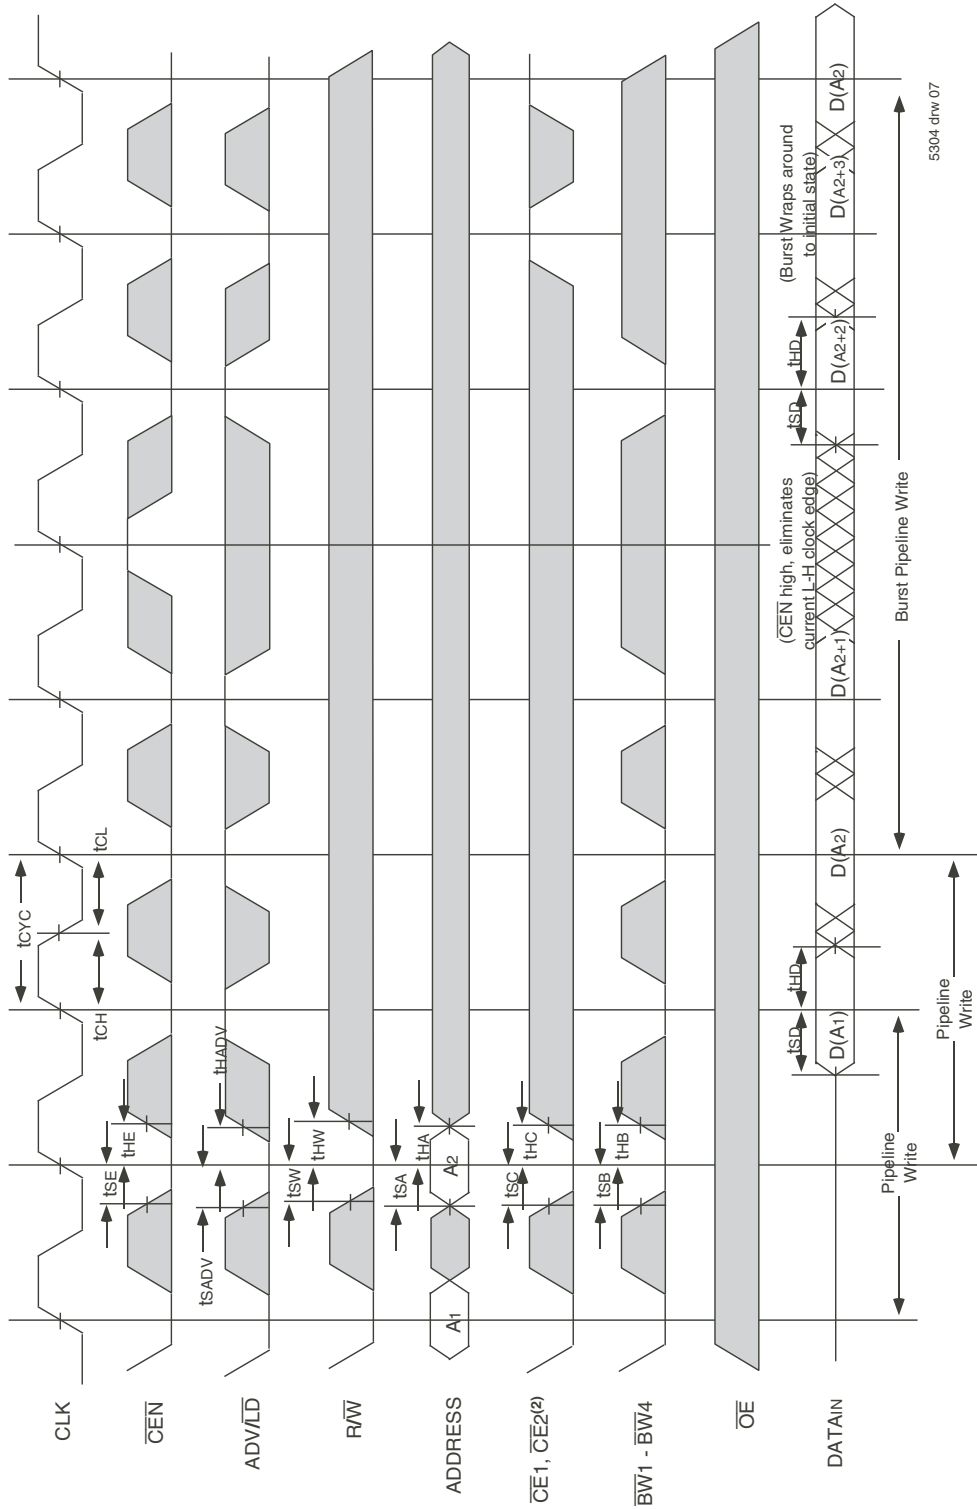 tCYC
CLK
tCH
tCL
tSE
tHE
CEN
tSADV
tHADV
ADV/LD
tSW
tHW
R/W
tSA
tHA
ADDRESS
A1
A2
tSC
tHC
CE1, CE2(2)
tSB
tHB
BW1 - BW4
OE
(CEN high, eliminates
current L-H clock edge)
(Burst Wraps around
to initial state)
tSD
tHD
tSD
tHD
DATAIN
D(A1)
D(A2)
D(A2+1)
D(A2+2)
D(A2+3)
D(A2)
Burst Pipeline Write
Pipeline
Write
Pipeline
Write
5304 drw 07